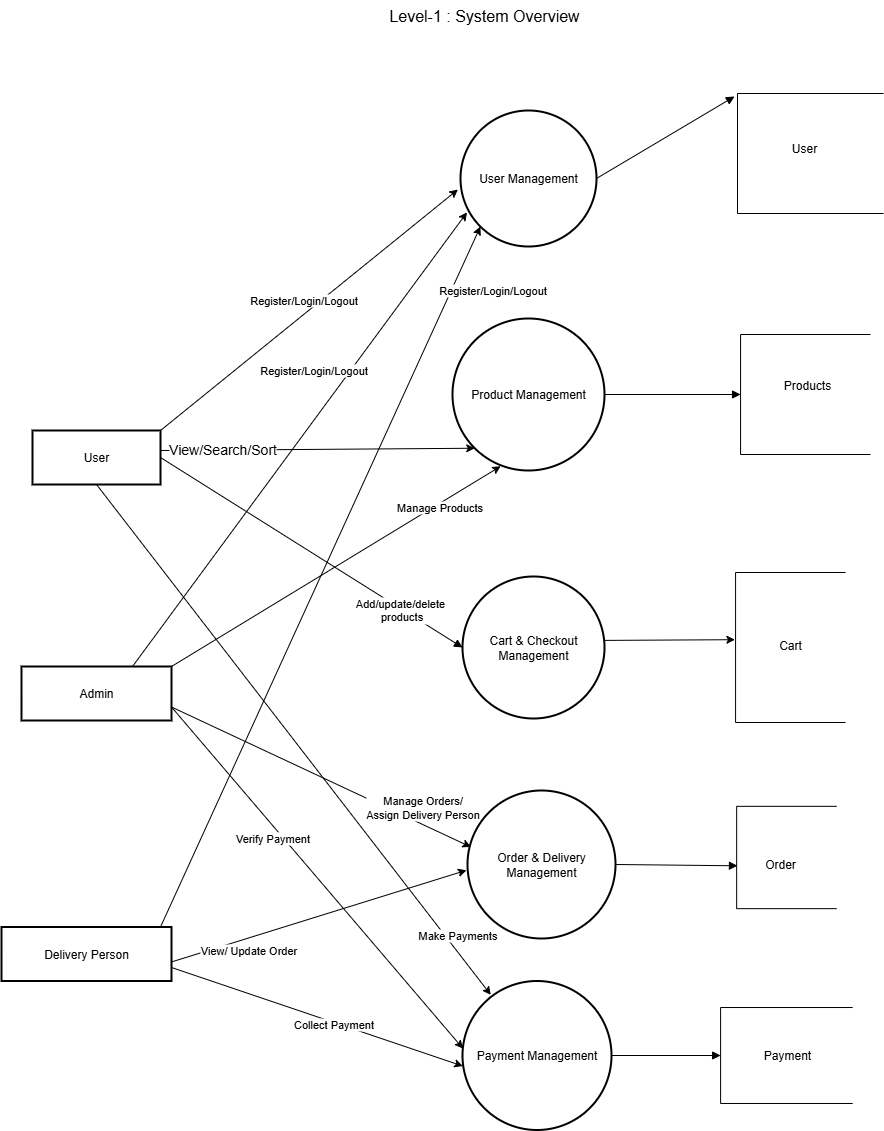 Level-1 : System Overview
User Management
User
Register/Login/Logout
Register/Login/Logout
Register/Login/Logout
Product Management
Products
User
View/Search/Sort
Manage Products
Add/update/delete
products
Cart & Checkout
Management
Cart
Admin
Manage Orders/
Assign Delivery Person
Verify Payment
Order & Delivery
Management
Order
Make Payments
Delivery Person
View/ Update Order
Collect Payment
Payment Management
Payment